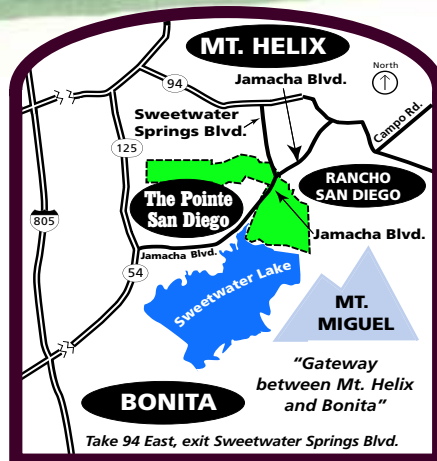 MT. HELIX
North
94
Jamacha Blvd.
Sweetwater
Springs Blvd.
Campo Rd.
125
RANCHO
SAN DIEGO
The Pointe
San Diego
805
Jamacha Blvd.
Jamacha Blvd.
54
Sweetwater Lake
MT.
MIGUEL
“Gateway
between Mt. Helix
and Bonita”
BONITA
Take 94 East, exit Sweetwater Springs Blvd.